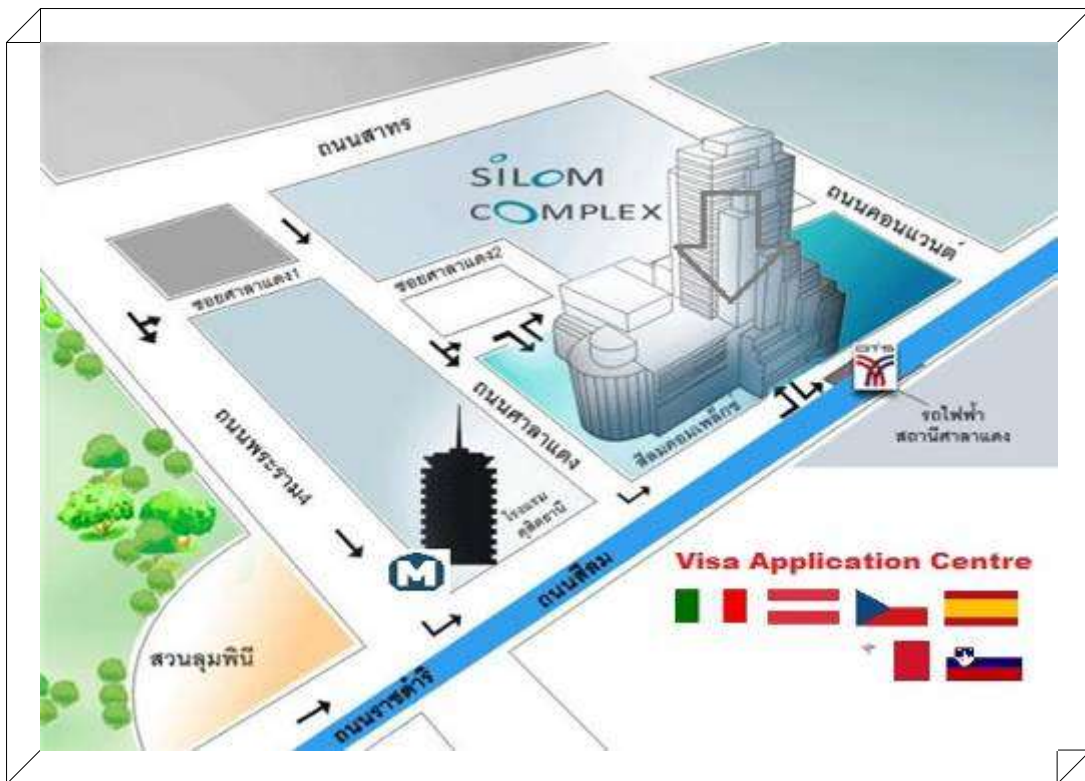 ถนนสาทร
SILOM
COMPLEX
ถนนคอนแวนต์
ซอยศาลาแดง1
ซอยศาลาแดง2
BTS
รถไฟฟ้า
สถานีศาลาแดง
ถนนศาลาแดง
สีลมคอมเพล็กซ์
ถนนพระราม4
โรงแรม
ดุสิตธานี
M
ถนนสีลม
Visa Application Centre
สวนลุมพินี
ถนนราชดำริ